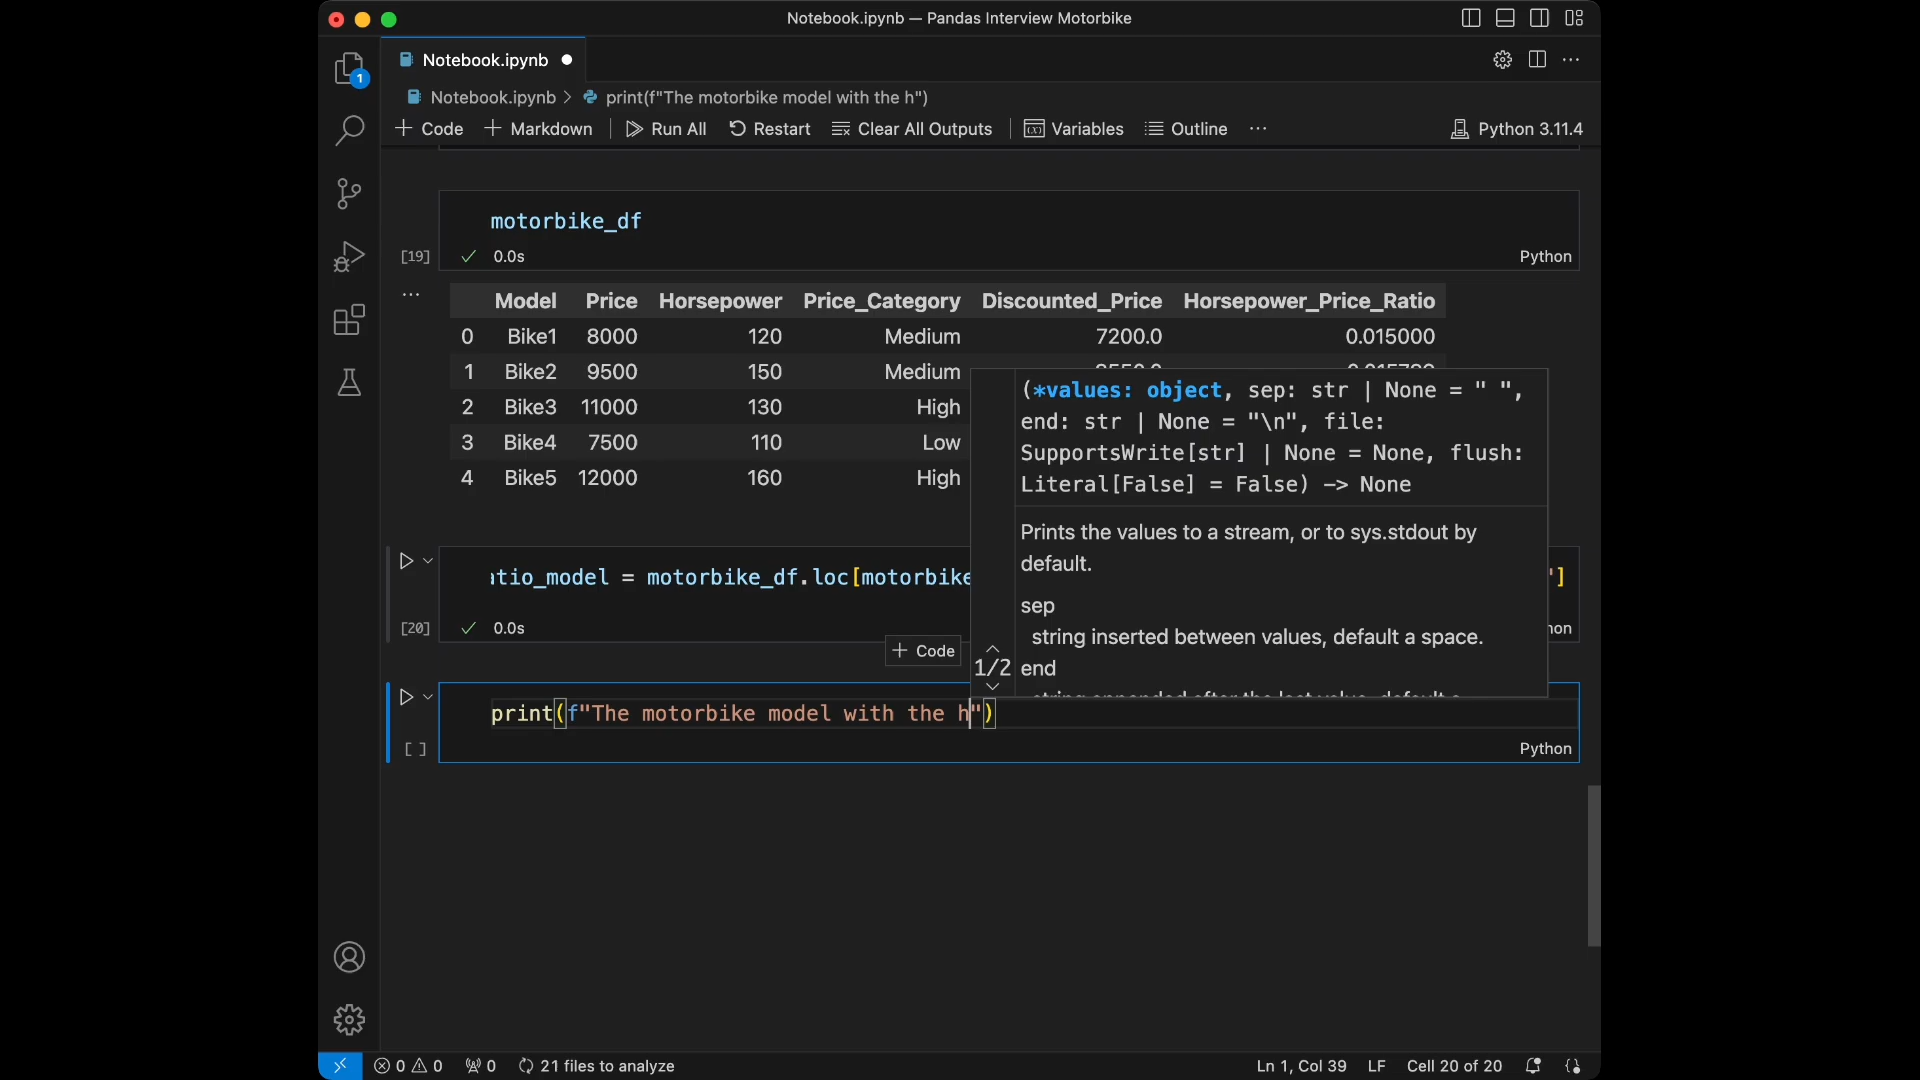 Notebook.ipynb — Pandas Interview Motorbike
1
Notebook.ipynb
Notebook.ipynb > print(f"The motorbike model with the h")
+ Code + Markdown Run All Restart Clear All Outputs Variables Outline ··· Python 3.11.4
motorbike_df
[19] ✓ 0.0s Python
Model Price Horsepower Price_Category Discounted_Price Horsepower_Price_Ratio
0 Bike1 8000 120 Medium 7200.0 0.015000
1 Bike2 9500 150 Medium
2 Bike3 11000 130 High
3 Bike4 7500 110 Low
4 Bike5 12000 160 High
(*values: object, sep: str | None = " ",
end: str | None = "\n", file:
SupportsWrite[str] | None = None, flush:
Literal[False] = False) -> None
Prints the values to a stream, or to sys.stdout by
default.
sep
string inserted between values, default a space.
1/2 end
atio_model = motorbike_df.loc[motorbike ']
[20] ✓ 0.0s
+ Code
print(f"The motorbike model with the h")
[ ] Python
0 0 0 21 files to analyze Ln 1, Col 39 LF Cell 20 of 20